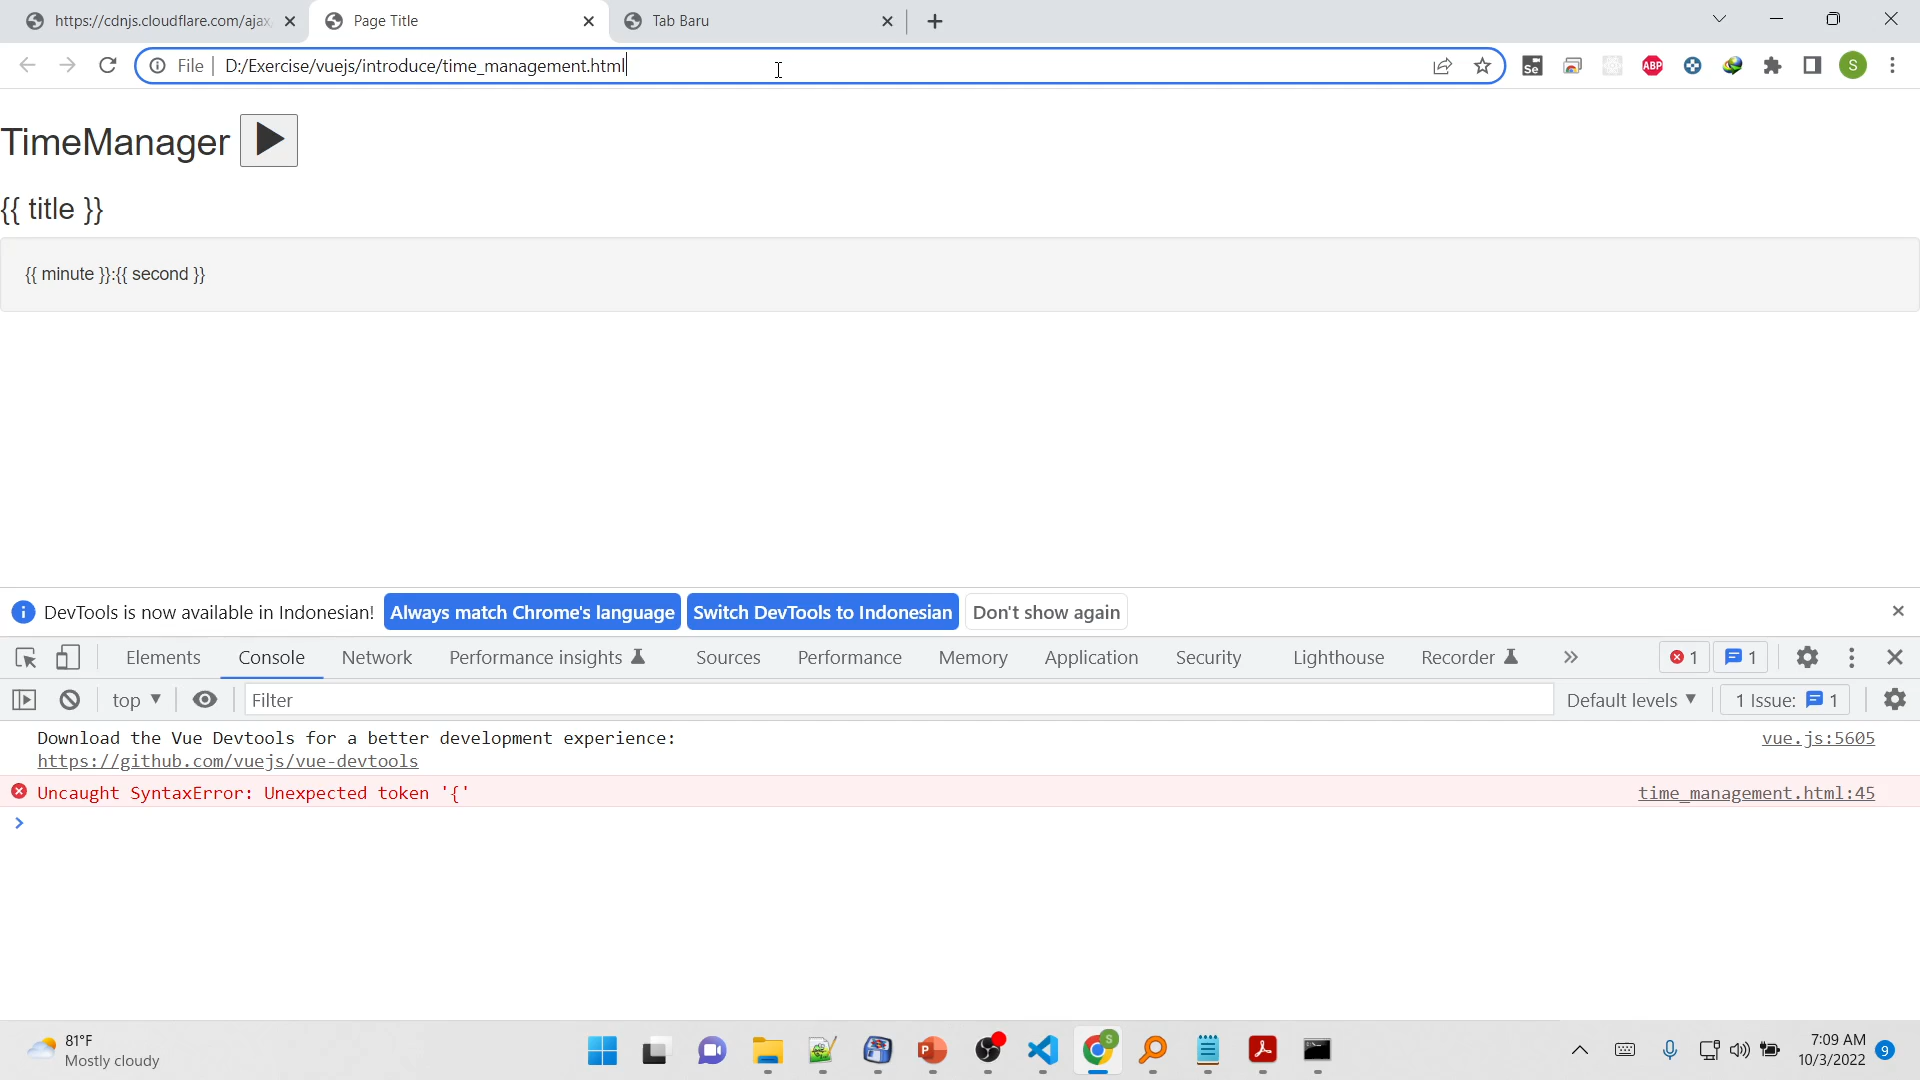 https://cdnjs.cloudflare.com/ajax
Page Title
Tab Baru
File
D:/Exercise/vuejs/introduce/time_management.html
Se
ABP
S
TimeManager
{{ title }}
{{ minute }}:{{ second }}
DevTools is now available in Indonesian!
Always match Chrome's language
Switch DevTools to Indonesian
Don't show again
Elements
Console
Network
Performance insights
Sources
Performance
Memory
Application
Security
Lighthouse
Recorder
1
1
top
Filter
Default levels
1 Issue: 1
Download the Vue Devtools for a better development experience:
vue.js:5605
https://github.com/vuejs/vue-devtools
Uncaught SyntaxError: Unexpected token '{'
time_management.html:45
81°F
Mostly cloudy
P
S
7:09 AM
10/3/2022
9